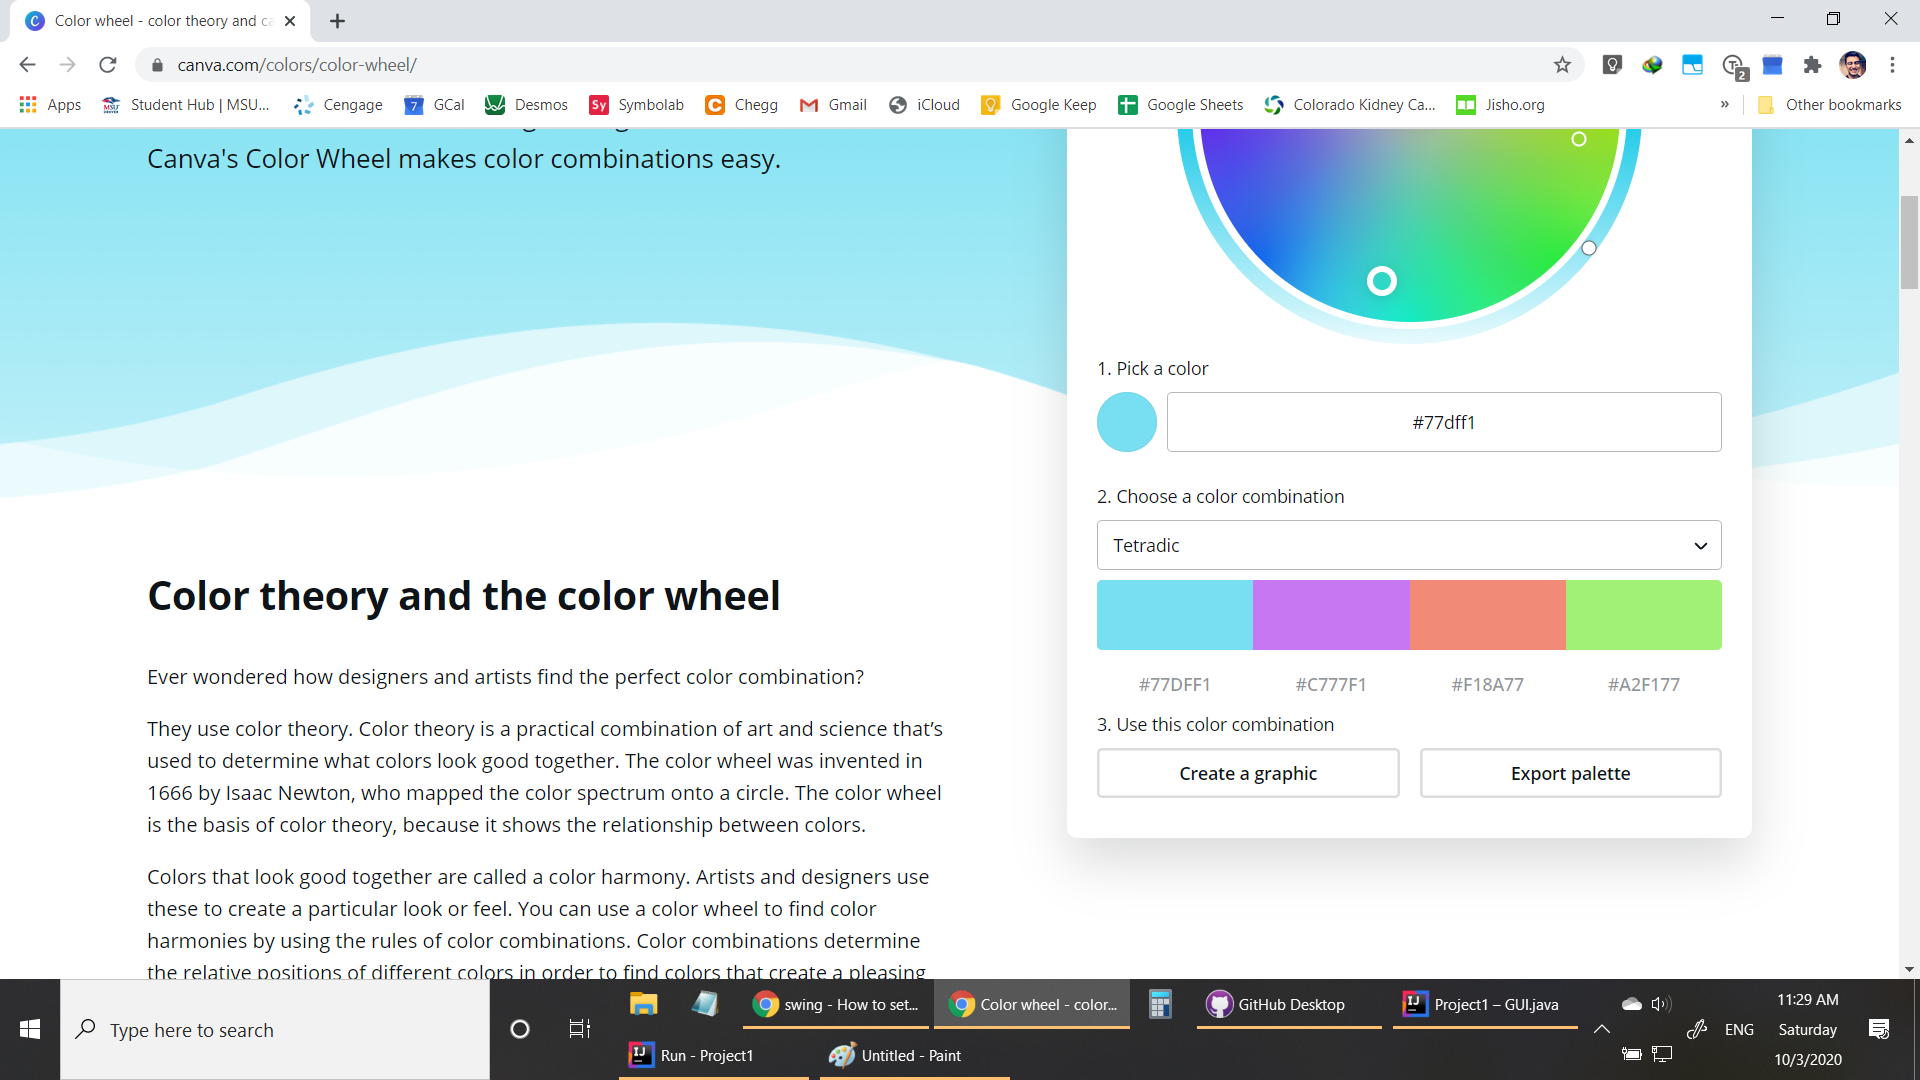 Color wheel - color theory and ca
canva.com/colors/color-wheel/
2
Apps
MSU
Student Hub | MSU...
Cengage
7
GCal
Desmos
Sy
Symbolab
C
Chegg
Gmail
iCloud
Google Keep
Google Sheets
Colorado Kidney Ca...
Jisho.org
»
Other bookmarks
Canva's Color Wheel makes color combinations easy.
Color theory and the color wheel
Ever wondered how designers and artists find the perfect color combination?
They use color theory. Color theory is a practical combination of art and science that’s
used to determine what colors look good together. The color wheel was invented in
1666 by Isaac Newton, who mapped the color spectrum onto a circle. The color wheel
is the basis of color theory, because it shows the relationship between colors.
Colors that look good together are called a color harmony. Artists and designers use
these to create a particular look or feel. You can use a color wheel to find color
harmonies by using the rules of color combinations. Color combinations determine
the relative positions of different colors in order to find colors that create a pleasing
1. Pick a color
#77dff1
2. Choose a color combination
Tetradic
#77DFF1
#C777F1
#F18A77
#A2F177
3. Use this color combination
Create a graphic
Export palette
Type here to search
swing - How to set...
Color wheel - color...
GitHub Desktop
IJ
Project1 – GUI.java
IJ
Run - Project1
Untitled - Paint
ENG
11:29 AM
Saturday
10/3/2020